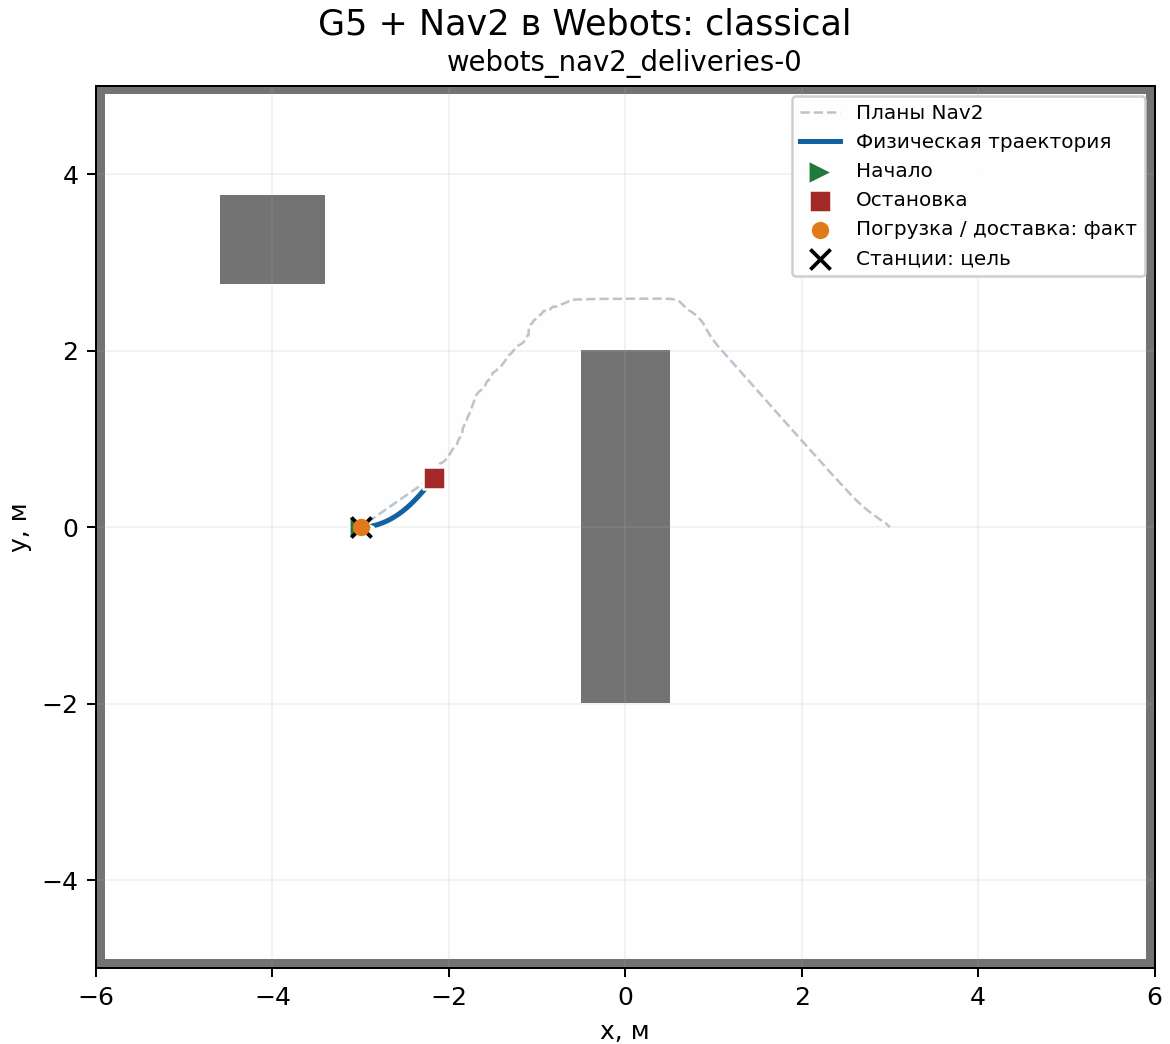 G5 + Nav2 в Webots: classical
webots_nav2_deliveries-0
Планы Nav2
Физическая траектория
Начало
Остановка
Погрузка / доставка: факт
Станции: цель
4
2
0
−2
−4
y, м
−6
−4
−2
0
2
4
6
x, м